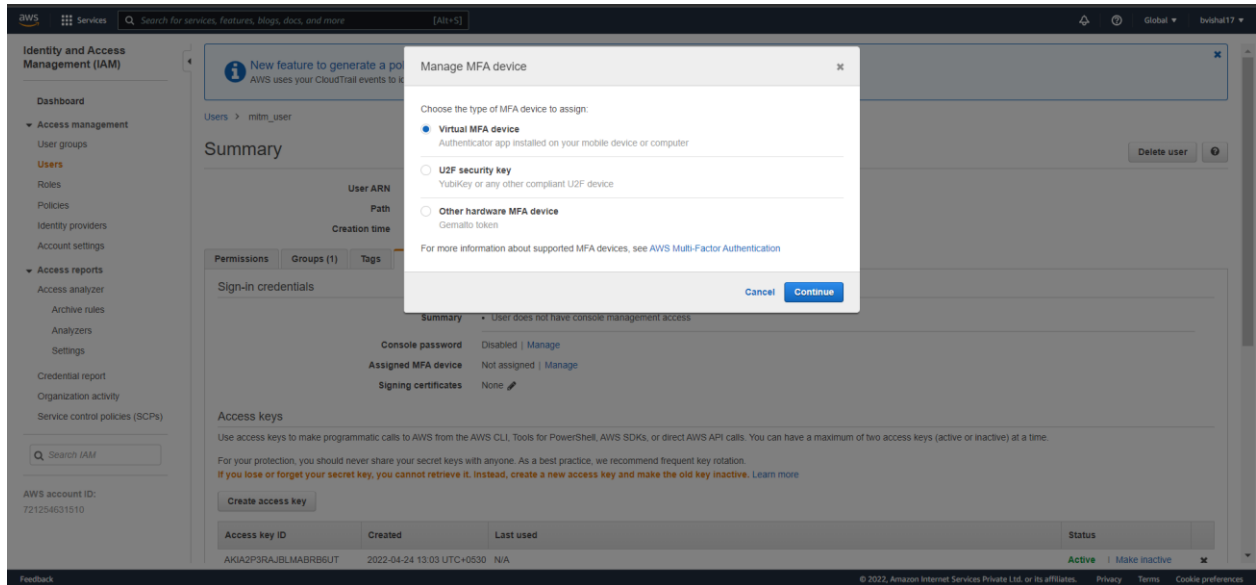 aws Services Search for services, features, blogs, docs, and more [Alt+S] Global bvishal17
Identity and Access
Management (IAM)
Dashboard
Access management
User groups
Users
Roles
Policies
Identity providers
Account settings
Access reports
Access analyzer
Archive rules
Analyzers
Settings
Credential report
Organization activity
Service control policies (SCPs)
Search IAM
AWS account ID:
721254631510
New feature to generate a pol
AWS uses your CloudTrail events to
Users > mitm_user
Summary
Delete user
User ARN
Path
Creation time
Permissions Groups (1) Tags
Manage MFA device
Choose the type of MFA device to assign:
Virtual MFA device
Authenticator app installed on your mobile device or computer
U2F security key
YubiKey or any other compliant U2F device
Other hardware MFA device
Gemalto token
For more information about supported MFA devices, see AWS Multi-Factor Authentication
Cancel Continue
Sign-in credentials
Summary • User does not have console management access
Console password Disabled | Manage
Assigned MFA device Not assigned | Manage
Signing certificates None
Access keys
Use access keys to make programmatic calls to AWS from the AWS CLI, Tools for PowerShell, AWS SDKs, or direct AWS API calls. You can have a maximum of two access keys (active or inactive) at a time.
For your protection, you should never share your secret keys with anyone. As a best practice, we recommend frequent key rotation.
If you lose or forget your secret key, you cannot retrieve it. Instead, create a new access key and make the old key inactive. Learn more
Create access key
Access key ID Created Last used Status
AKIA2P3RAJBLMABRB6UT 2022-04-24 13:03 UTC+0530 N/A Active | Make inactive
Feedback © 2022, Amazon Internet Services Private Ltd. or its affiliates. Privacy Terms Cookie preferences